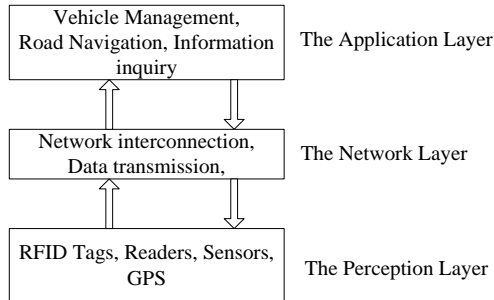 Vehicle Management,
Road Navigation, Information
inquiry
The Application Layer
Network interconnection,
Data transmission,
The Network Layer
RFID Tags, Readers, Sensors,
GPS
The Perception Layer